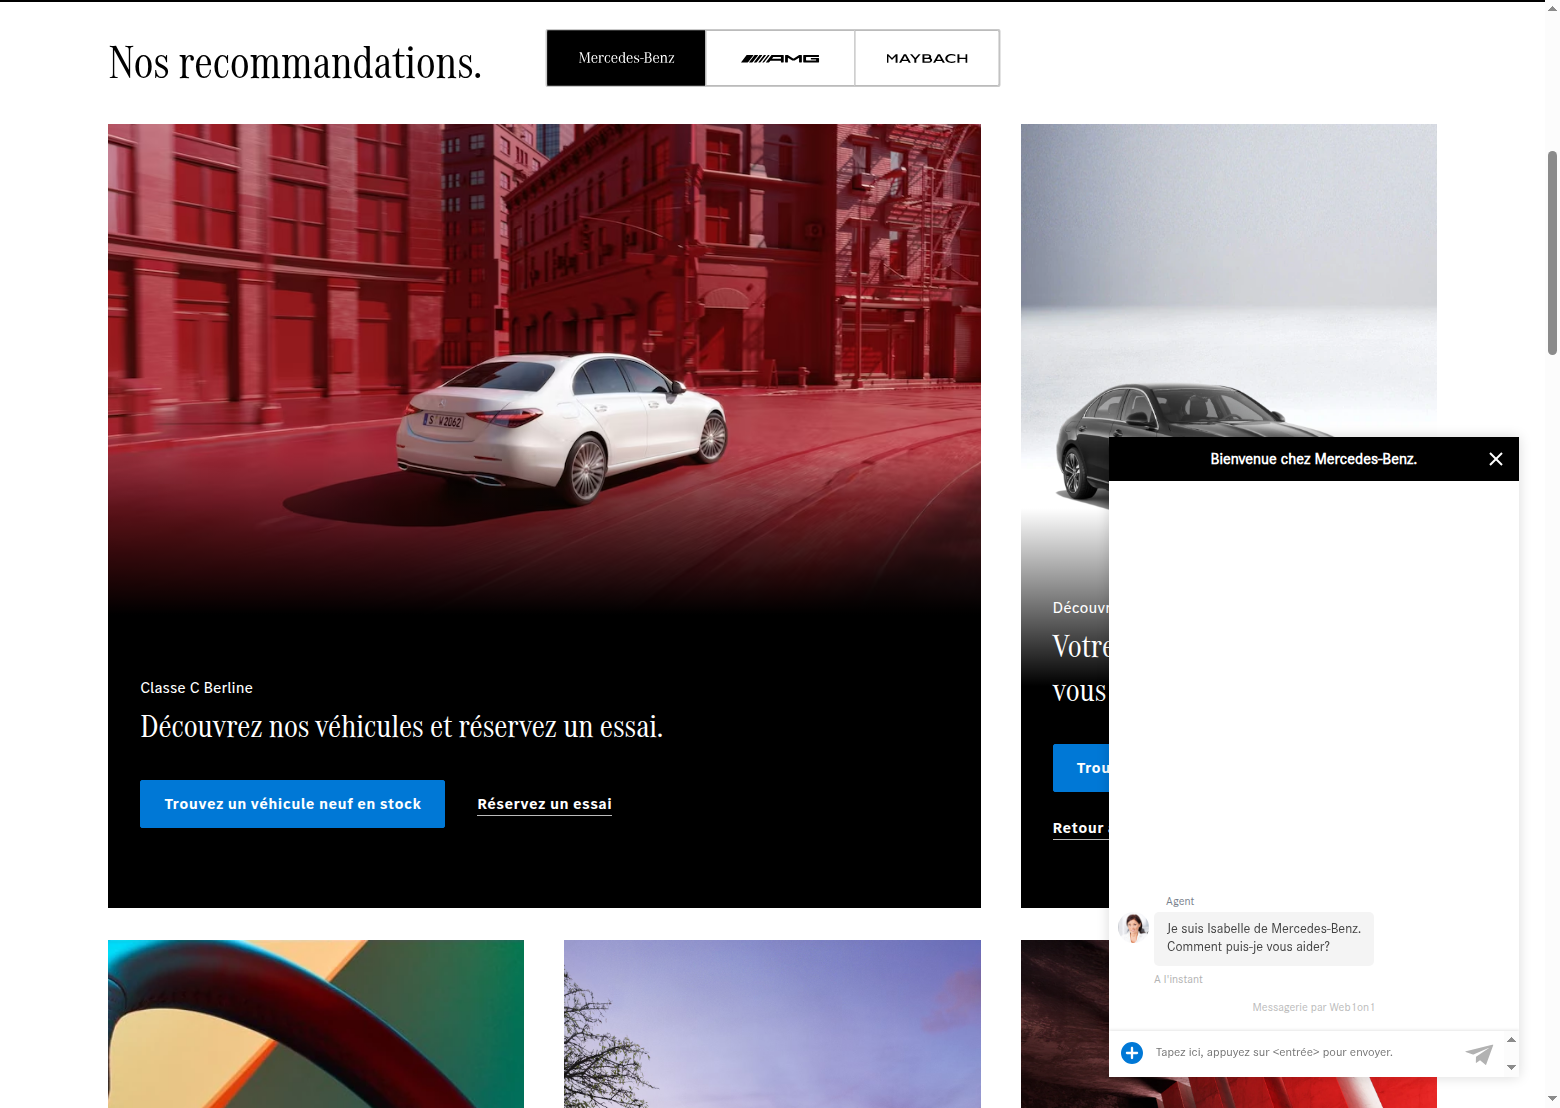 Nos recommandations.
Mercedes-Benz
AMG
MAYBACH
S W 2062
Classe C Berline
Découvrez nos véhicules et réservez un essai.
Trouvez un véhicule neuf en stock
Réservez un essai
Votre
vous
Retour
Bienvenue chez Mercedes-Benz.
Agent
Je suis Isabelle de Mercedes-Benz.
Comment puis-je vous aider?
A l'instant
Messagerie par Web1on1
Tapez ici, appuyez sur <entrée> pour envoyer.